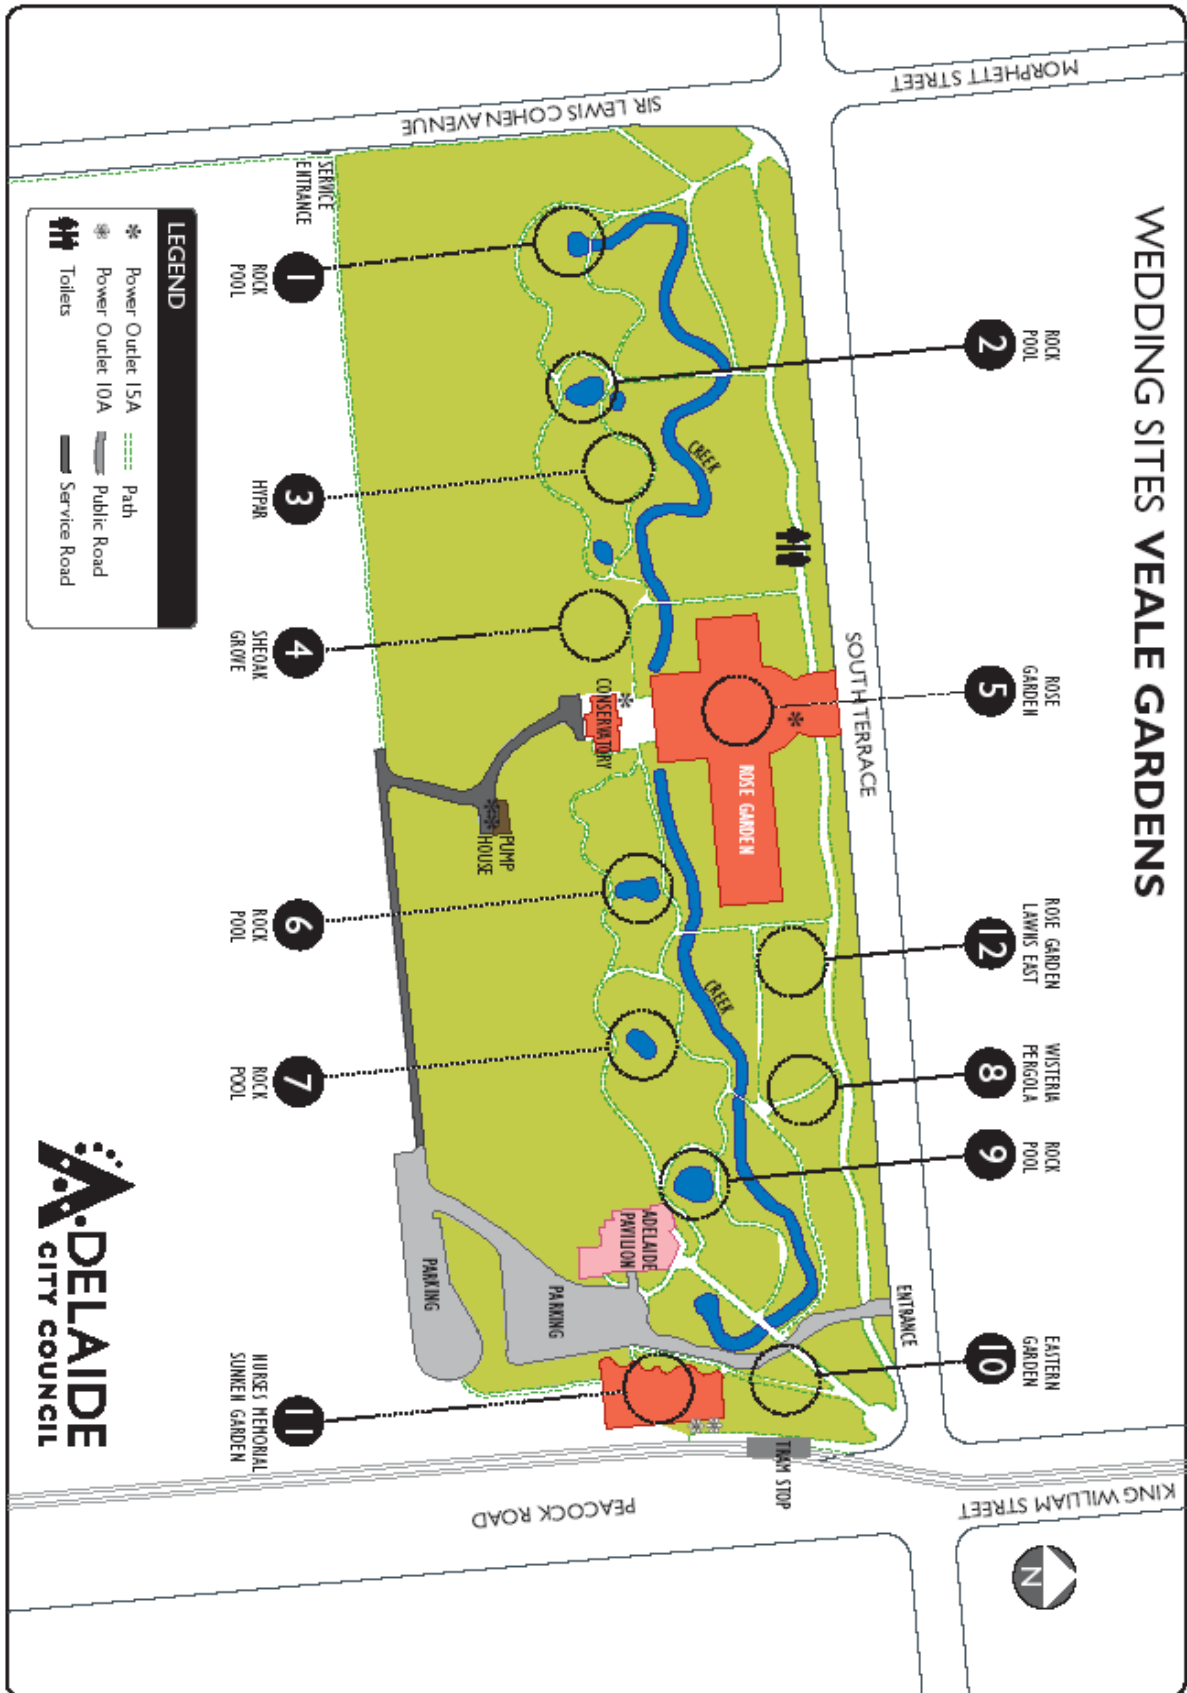 WEDDING SITES VEALE GARDENS
MORPHETT STREET
SIR LEWIS COHEN AVENUE
SOUTH TERRACE
KING WILLIAM STREET
PEACOCK ROAD
N
2
ROCK
POOL
5
ROSE
GARDEN
12
ROSE GARDEN
LAWNS EAST
8
WISTERIA
PERGOLA
9
ROCK
POOL
10
EASTERN
GARDEN
ENTRANCE
TRAM STOP
CREEK
ROSE GARDEN
CREEK
CONSERVATORY
PUMP
HOUSE
ADELAIDE
PAVILION
PARKING
PARKING
SERVICE
ENTRANCE
1
ROCK
POOL
3
HYPAR
4
SHEOAK
GROVE
6
ROCK
POOL
7
ROCK
POOL
11
NURSES MEMORIAL
SUNKEN GARDEN
LEGEND
Power Outlet 15A
Path
Power Outlet 10A
Public Road
Toilets
Service Road
ADELAIDE
CITY COUNCIL